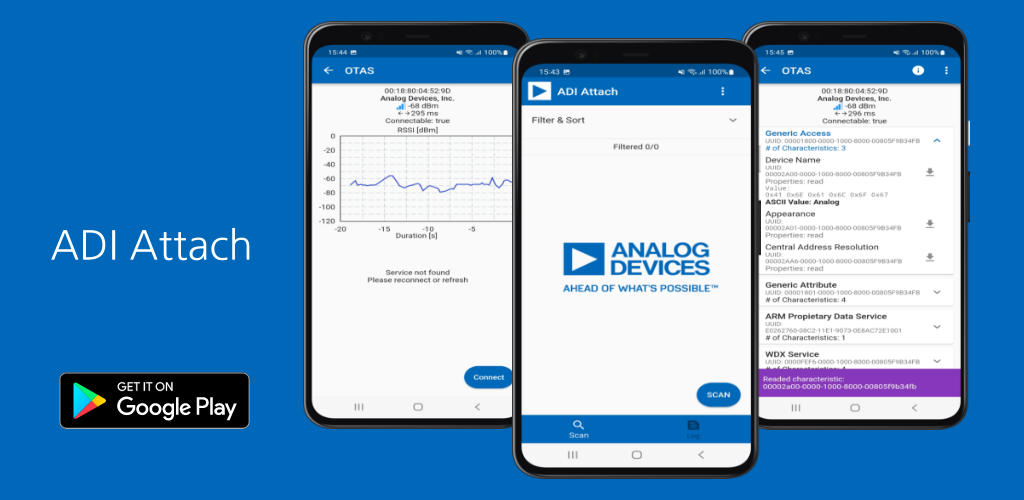 ADI Attach
GET IT ON
Google Play
15:44
100%
OTAS
00:18:80:04:52:9D
Analog Devices, Inc.
-68 dBm
295 ms
Connectable: true
RSSI [dBm]
0
-20
-40
-60
-80
-100
-120
-20
-15
-10
-5
Duration [s]
Service not found
Please reconnect or refresh
Connect
15:43
100%
ADI Attach
Filter & Sort
Filtered 0/0
ANALOG
DEVICES
AHEAD OF WHAT'S POSSIBLE™
SCAN
Scan
Log
15:45
100%
OTAS
00:18:80:04:52:9D
Analog Devices, Inc.
-68 dBm
296 ms
Connectable: true
Generic Access
UUID: 00001800-0000-1000-8000-00805F9B34FB
# of Characteristics: 3
Device Name
UUID:
00002A00-0000-1000-8000-00805F9B34FB
Properties: read
Value:
0x41 0x6E 0x61 0x6C 0x6F 0x67
ASCII Value: Analog
Appearance
UUID:
00002A01-0000-1000-8000-00805F9B34FB
Properties: read
Central Address Resolution
UUID:
00002AA6-0000-1000-8000-00805F9B34FB
Properties: read
Generic Attribute
UUID: 00001801-0000-1000-8000-00805F9B34FB
# of Characteristics: 4
ARM Propietary Data Service
UUID:
E0262760-08C2-11E1-9073-0E8AC72E1001
# of Characteristics: 1
WDX Service
UUID: 0000FEF6-0000-1000-8000-00805F9B34FB
# of Characteristics: 4
Readed characteristic:
00002a00-0000-1000-8000-00805f9b34fb